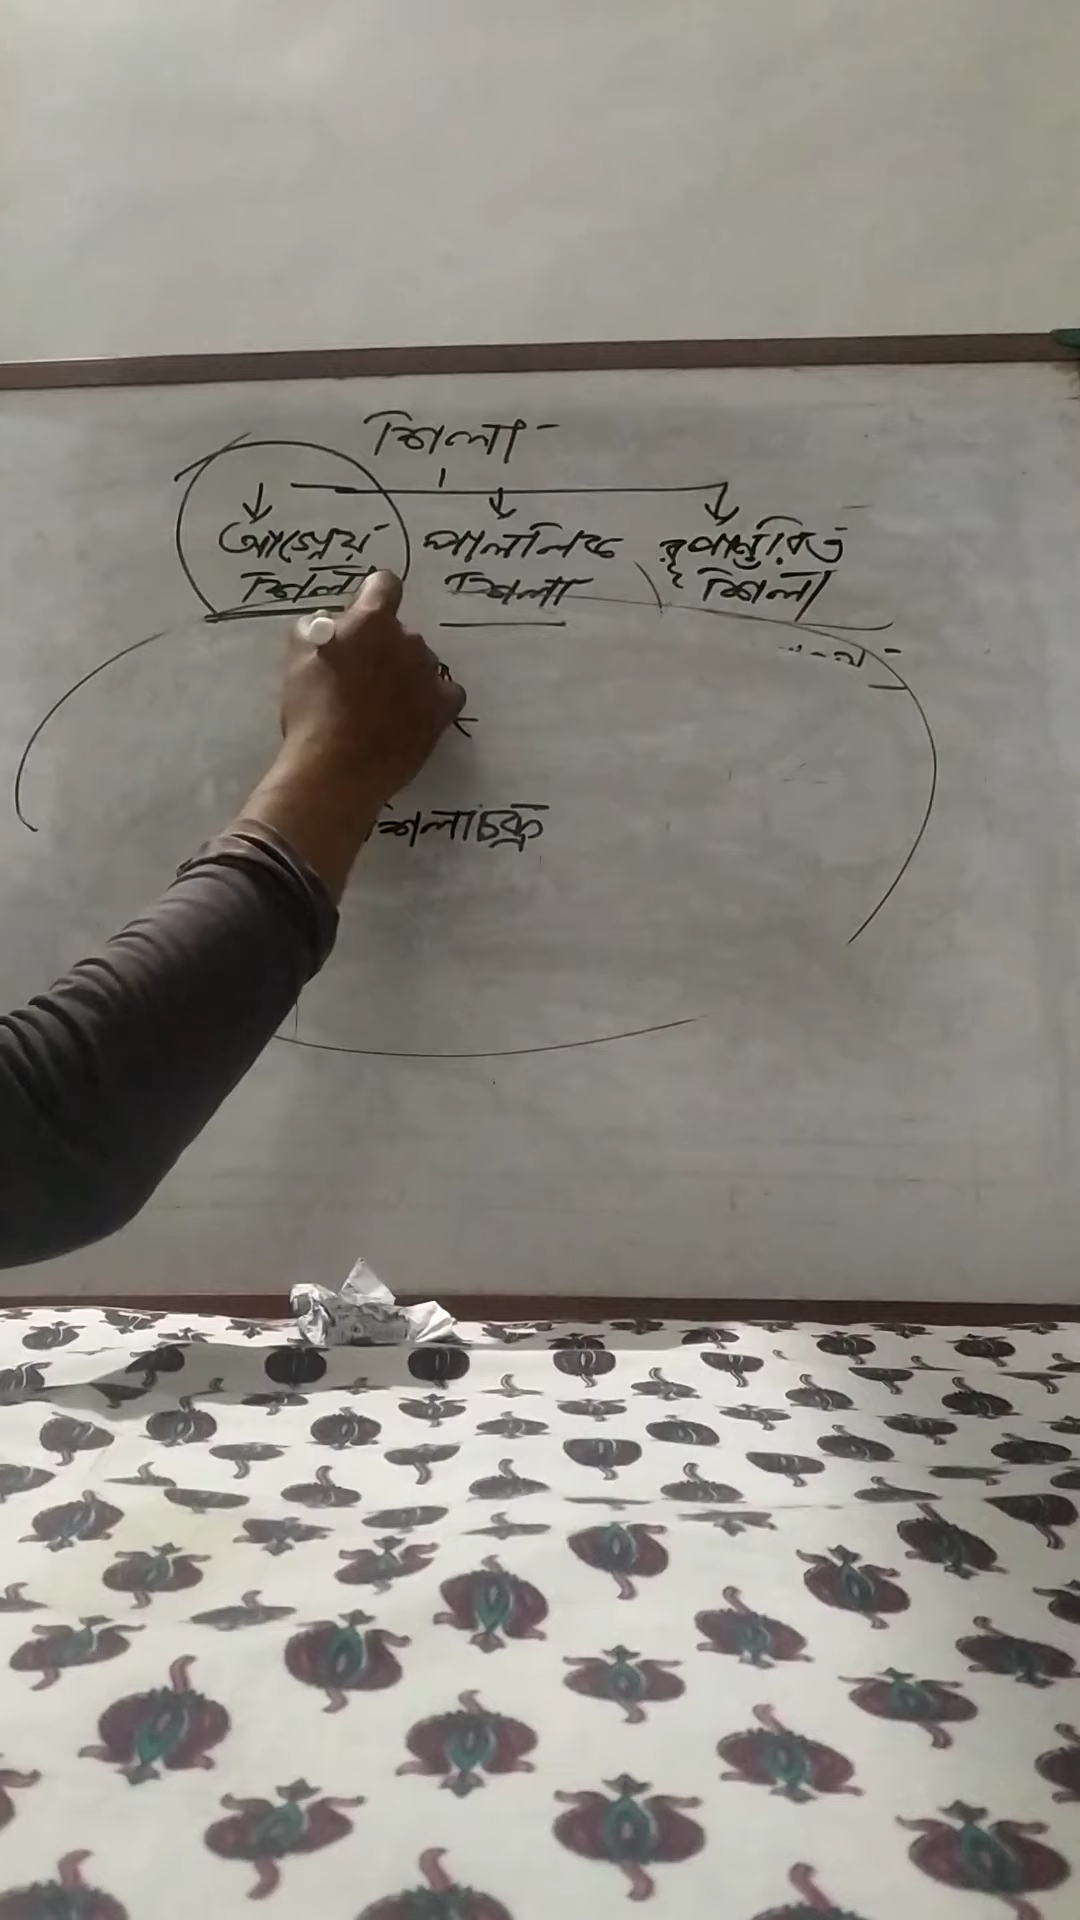 শিলা
আগ্নেয় পাললিক রূপান্তরিত
শিলা শিলা শিলা
শিলাচক্র